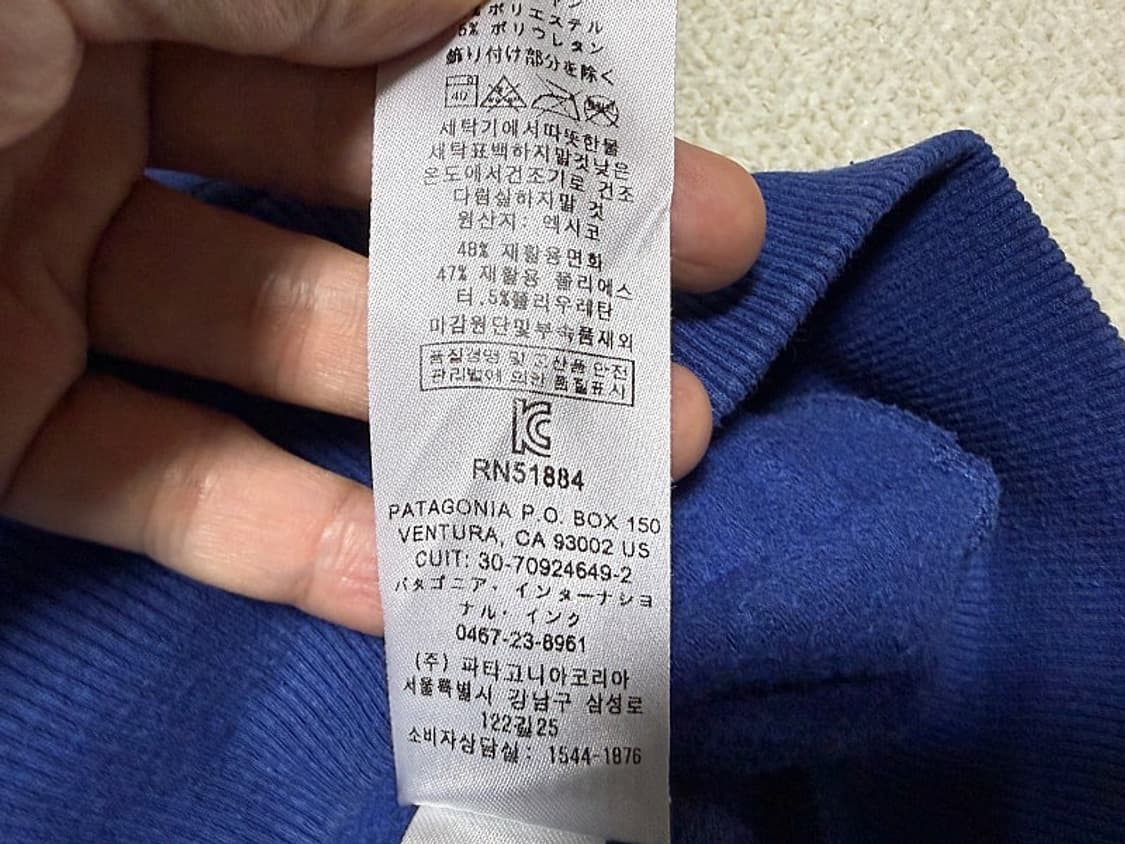 ポリエステル
% ポリウレタン
飾り付け部分を除く
40
세탁기에서따뜻한물
세탁표백하지말것낮은
온도에서건조기로 건조
다림실하지말 것
원산지: 멕시코
48% 재활용면화
47% 재활용 폴리에스
터.5%폴리우레탄
마감원단및부속품제외
품질경영 및 공산품 안전
관리법에 의한 품질표시
RN51884
PATAGONIA P.O. BOX 150
VENTURA, CA 93002 US
CUIT: 30-70924649-2
パタゴニア・インターナショ
ナル・インク
0467-23-8961
(주) 파타고니아코리아
서울특별시 강남구 삼성로
122길25
소비자상담실: 1544-1876